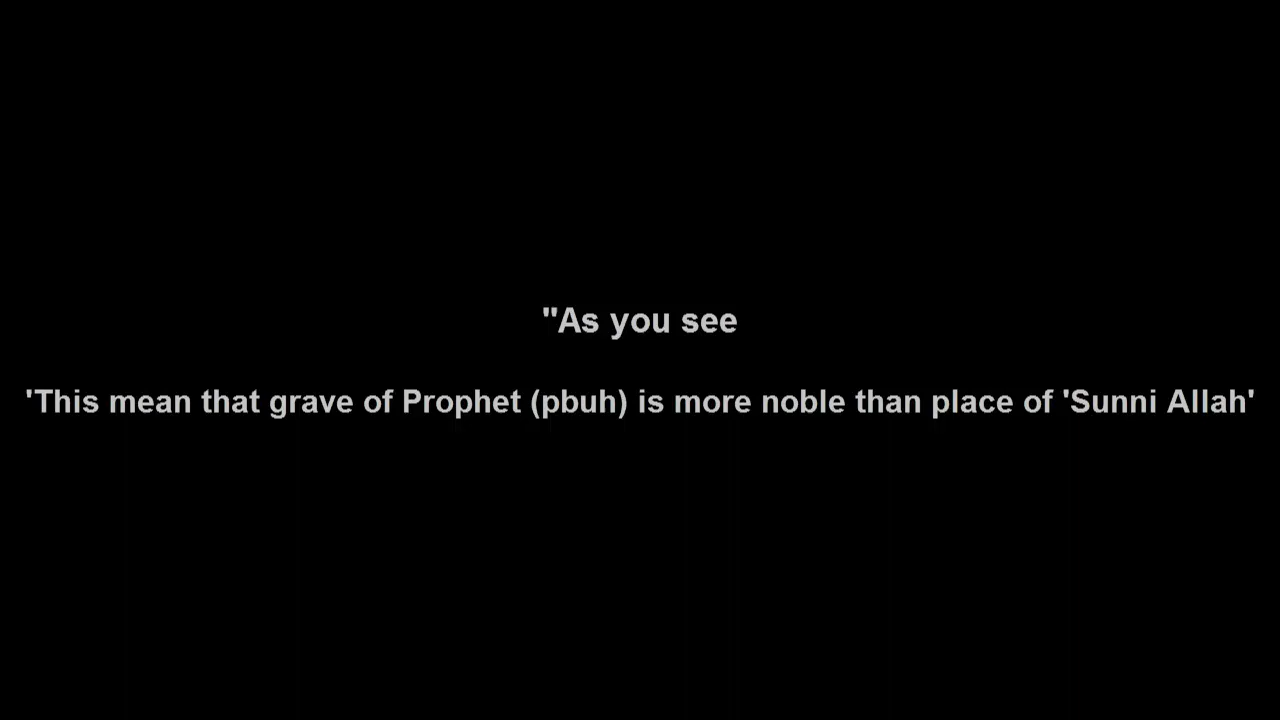 "As you see
'This mean that grave of Prophet (pbuh) is more noble than place of 'Sunni Allah'